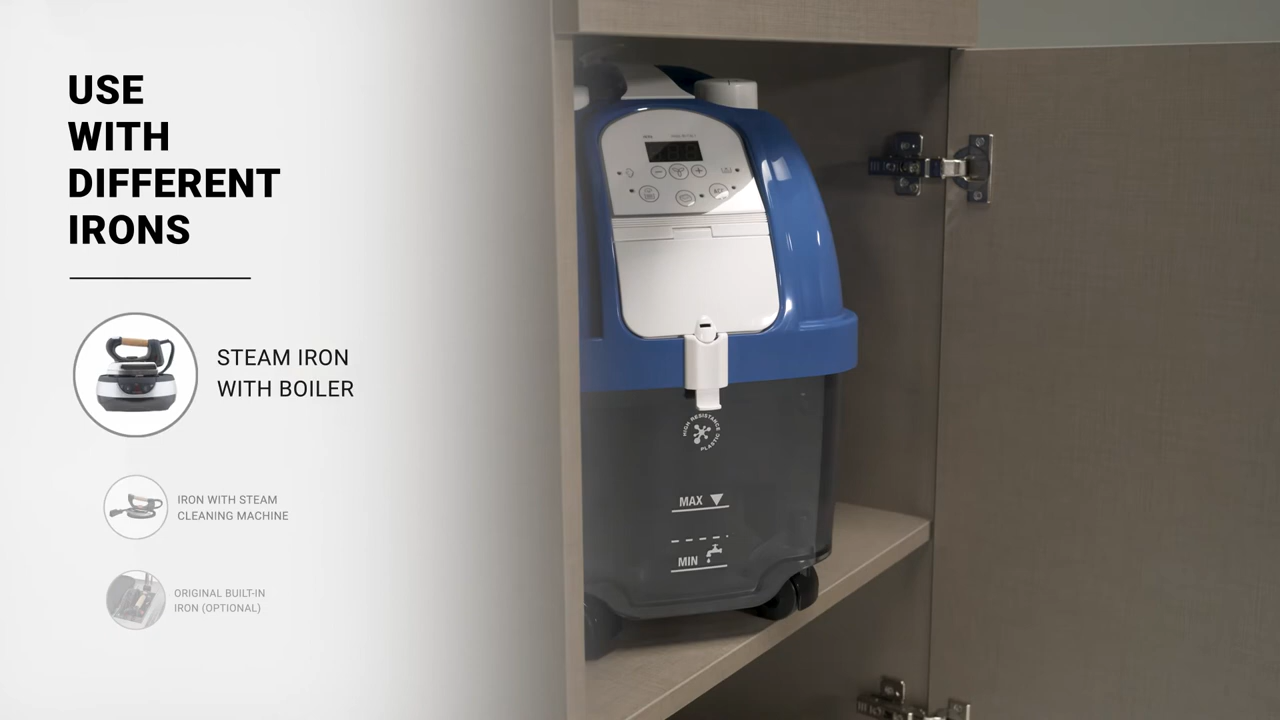 USE
WITH
DIFFERENT
IRONS
STEAM IRON
WITH BOILER
IRON WITH STEAM
CLEANING MACHINE
ORIGINAL BUILT-IN
IRON (OPTIONAL)
HIGH RESISTANCE PLASTIC
MAX
MIN